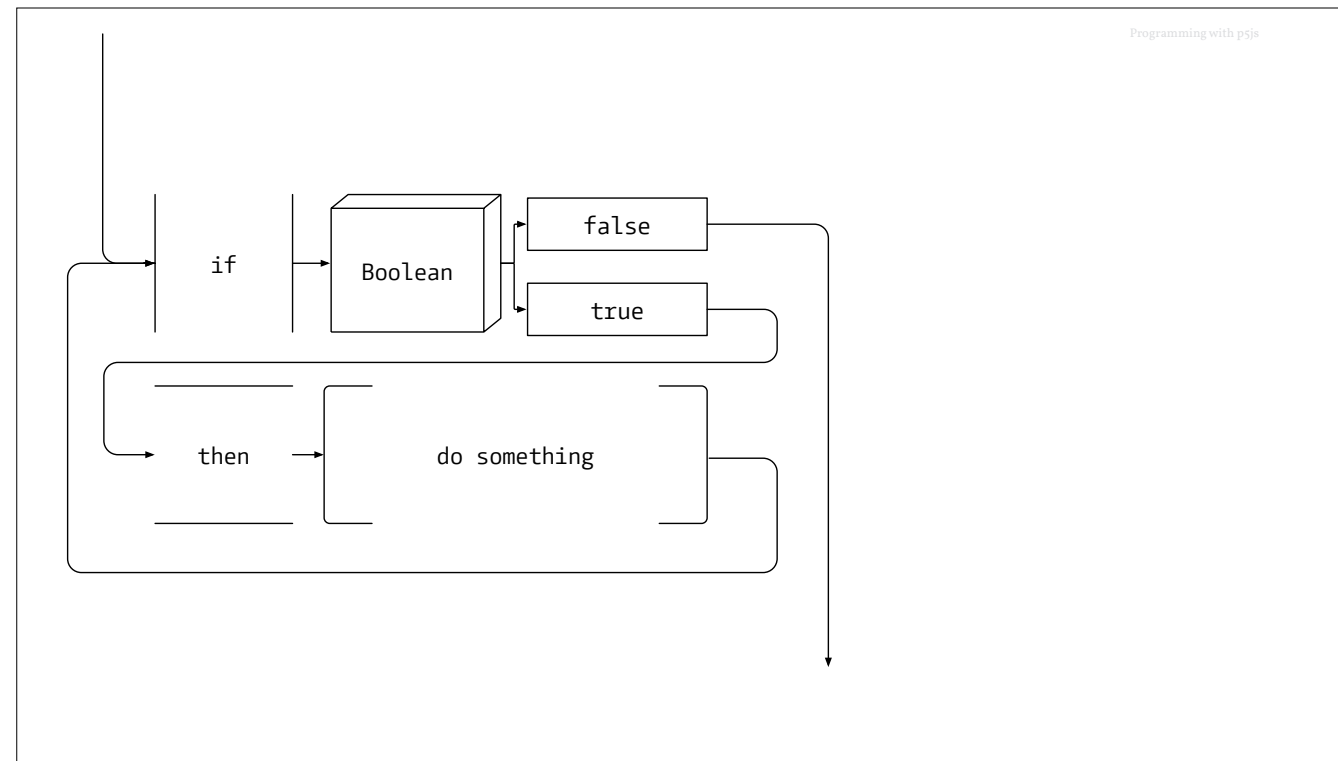 Programming with p5js
false
if
Boolean
true
then
do something